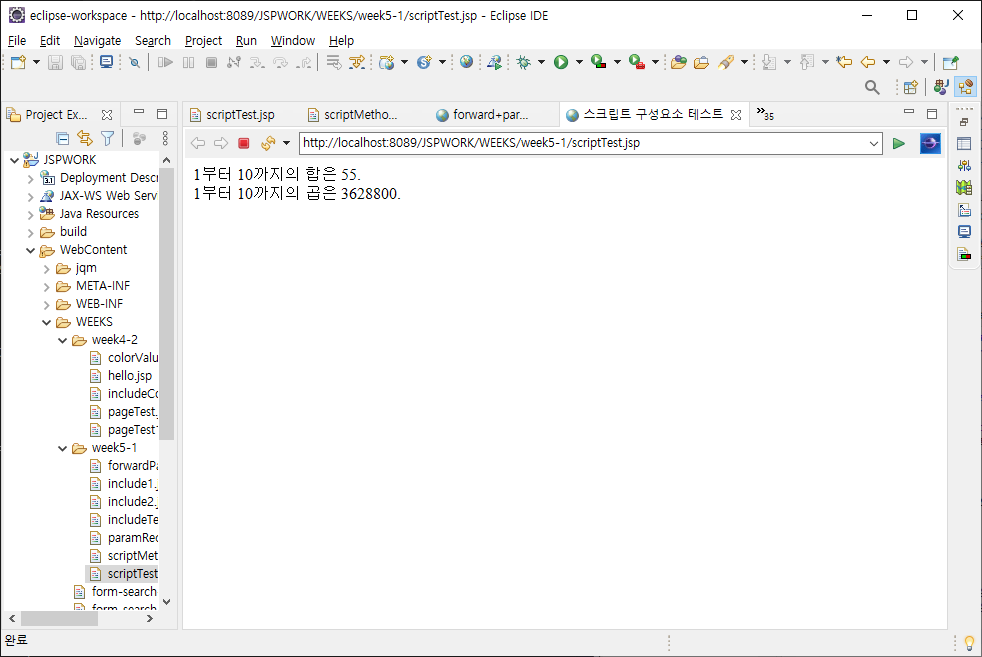 eclipse-workspace - http://localhost:8089/JSPWORK/WEEKS/week5-1/scriptTest.jsp - Eclipse IDE
File Edit Navigate Search Project Run Window Help
Project Ex...
scriptTest.jsp scriptMetho... forward+par... 스크립트 구성요소 테스트 35
http://localhost:8089/JSPWORK/WEEKS/week5-1/scriptTest.jsp
1부터 10까지의 합은 55.
1부터 10까지의 곱은 3628800.
JSPWORK
Deployment Descr
JAX-WS Web Serv
Java Resources
build
WebContent
jqm
META-INF
WEB-INF
WEEKS
week4-2
colorValu
hello.jsp
includeCo
pageTest.
pageTest
week5-1
forwardPa
include1.
include2.
includeTe
paramRec
scriptMet
scriptTest
form-search
form-search
완료